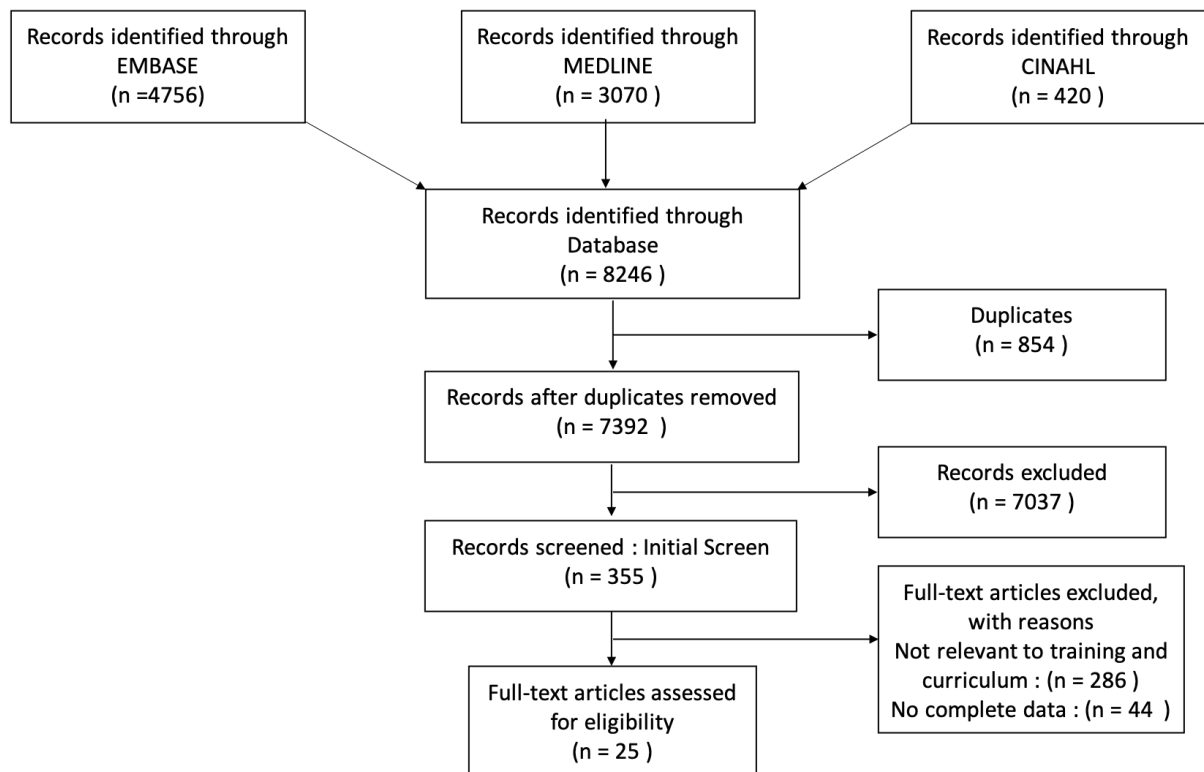 Records identified through
EMBASE
(n =4756)
Records identified through
MEDLINE
(n = 3070 )
Records identified through
CINAHL
(n = 420 )
Records identified through
Database
(n = 8246 )
Duplicates
(n = 854 )
Records after duplicates removed
(n = 7392 )
Records excluded
(n = 7037 )
Records screened : Initial Screen
(n = 355 )
Full-text articles excluded,
with reasons
Not relevant to training and
curriculum : (n = 286 )
No complete data : (n = 44 )
Full-text articles assessed
for eligibility
(n = 25 )